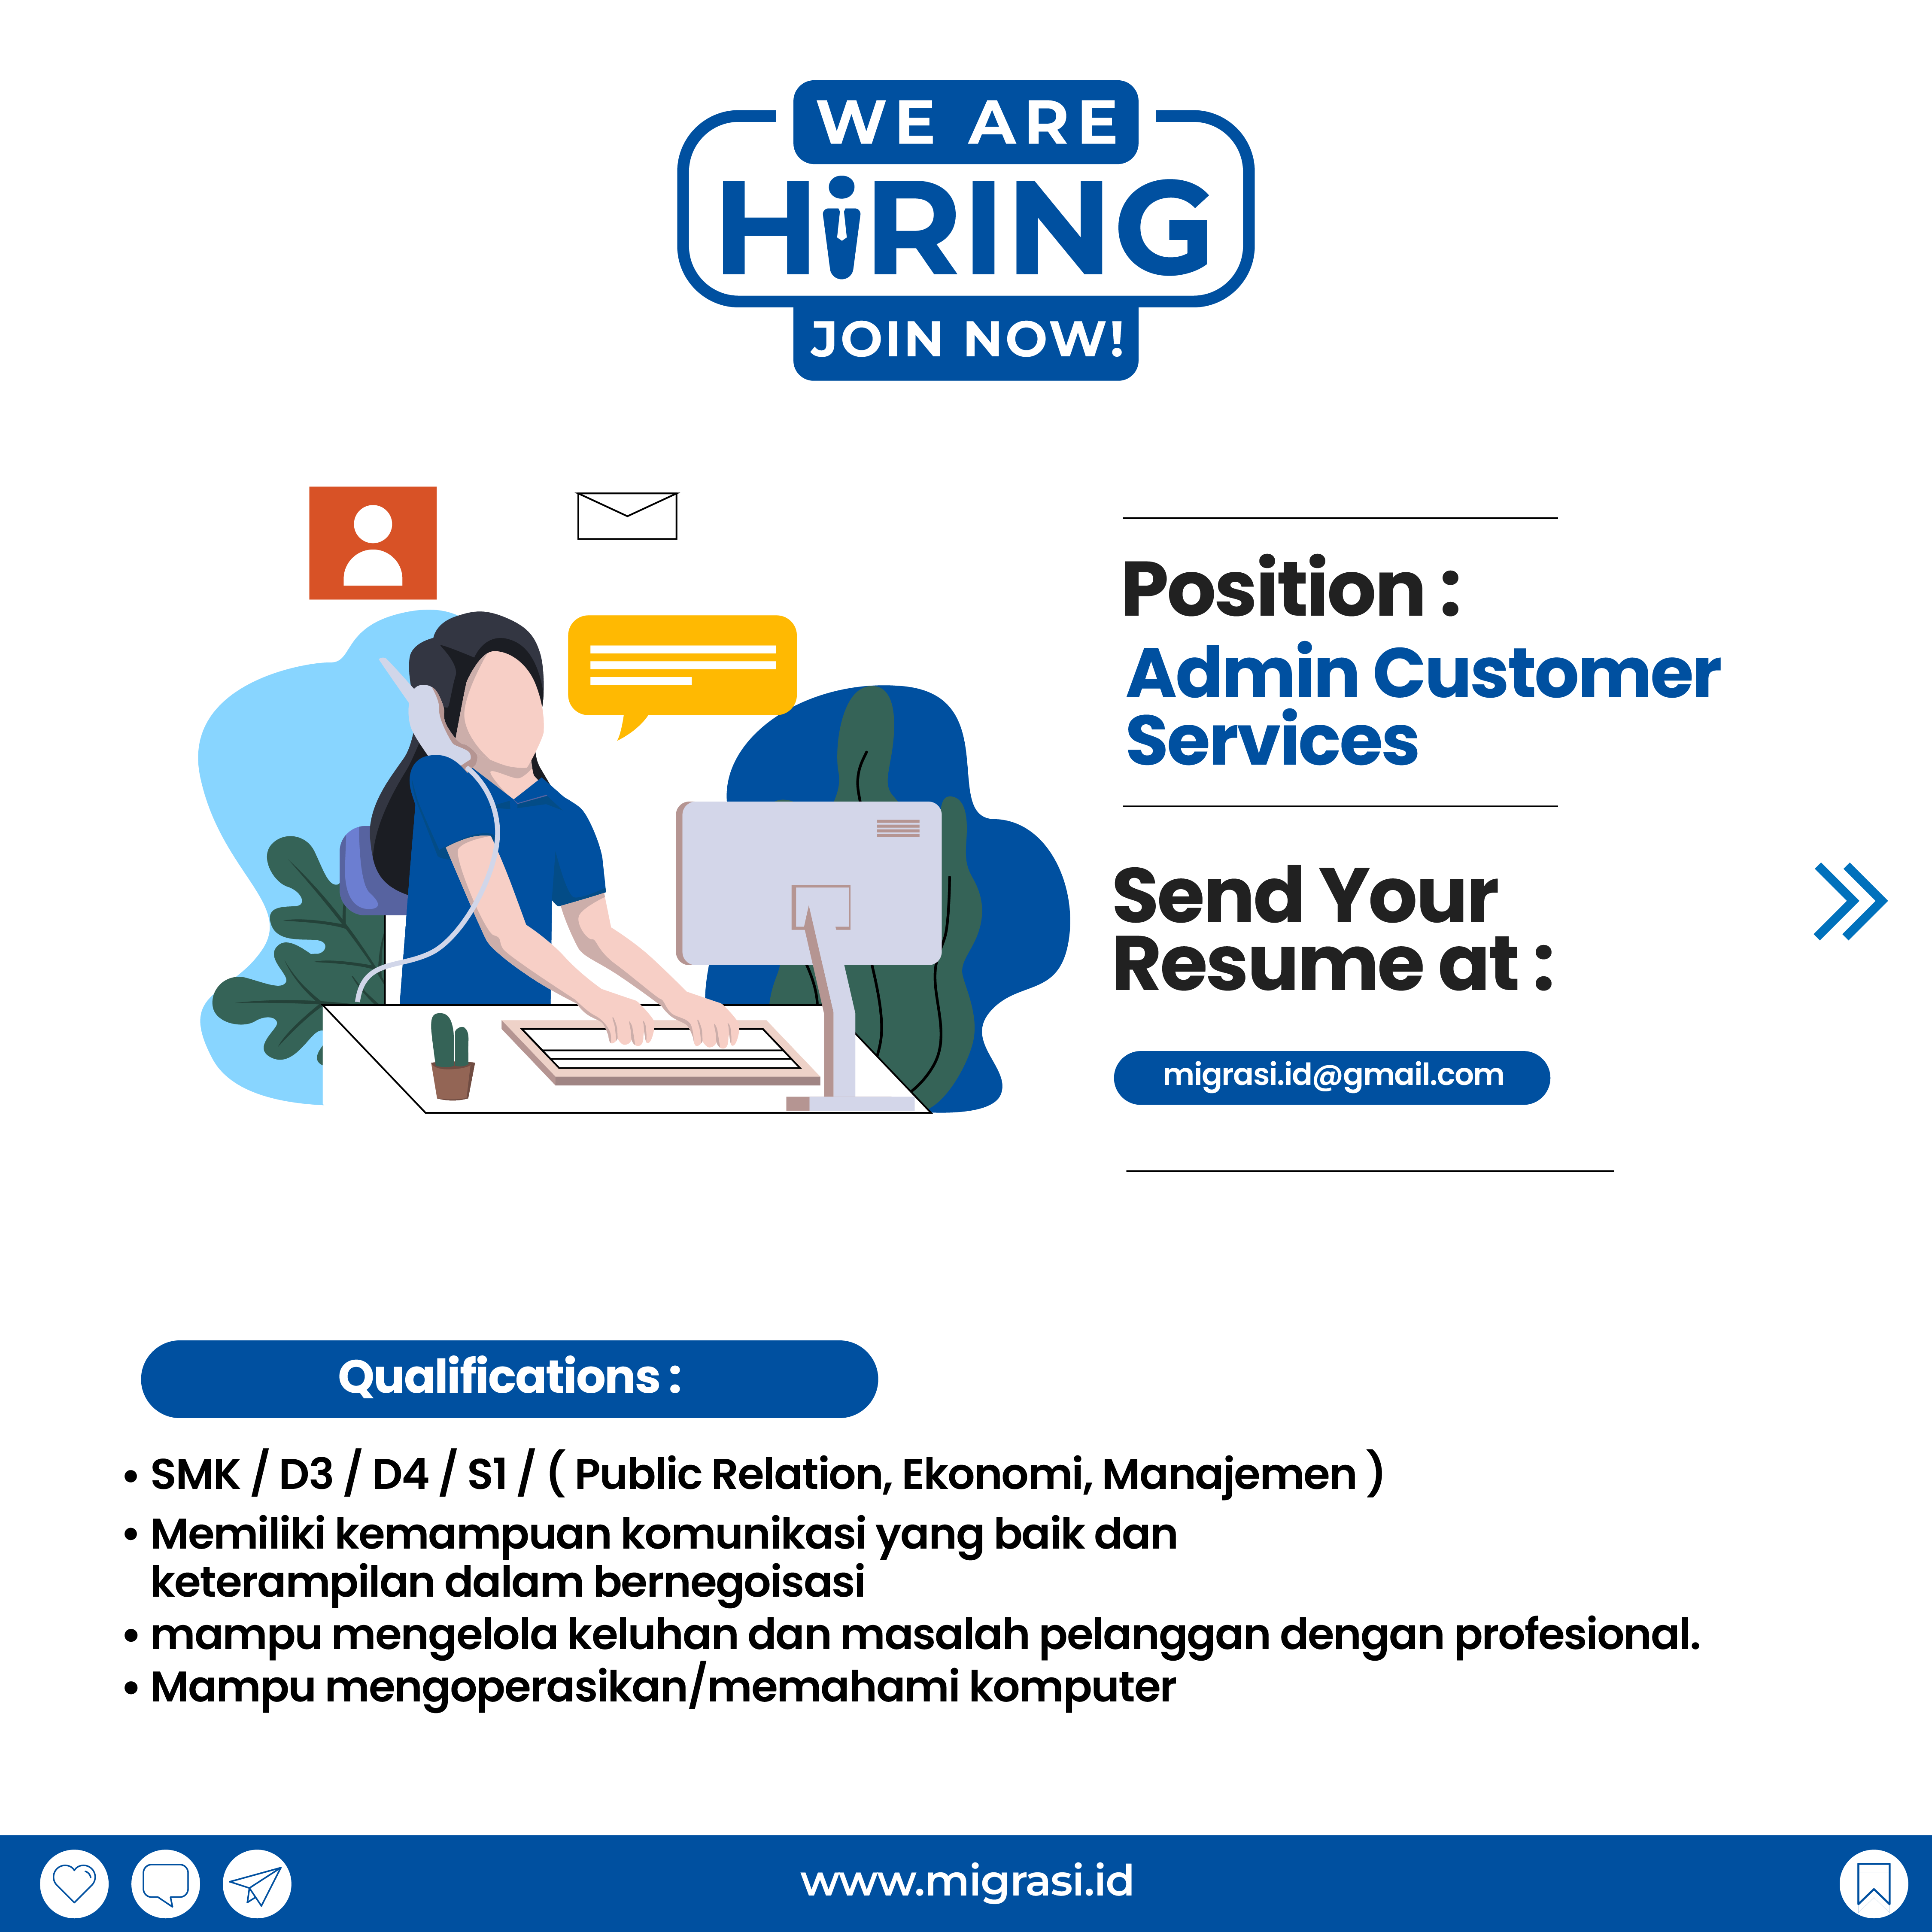 WE ARE
HiRING
JOIN NOW!
Position :
Admin Customer
Services
Send Your
Resume at :
migrasi.id@gmail.com
Qualifications :
• SMK / D3 / D4 / S1 / ( Public Relation, Ekonomi, Manajemen )
• Memiliki kemampuan komunikasi yang baik dan
keterampilan dalam bernegoisasi
• mampu mengelola keluhan dan masalah pelanggan dengan profesional.
• Mampu mengoperasikan/memahami komputer
www.migrasi.id